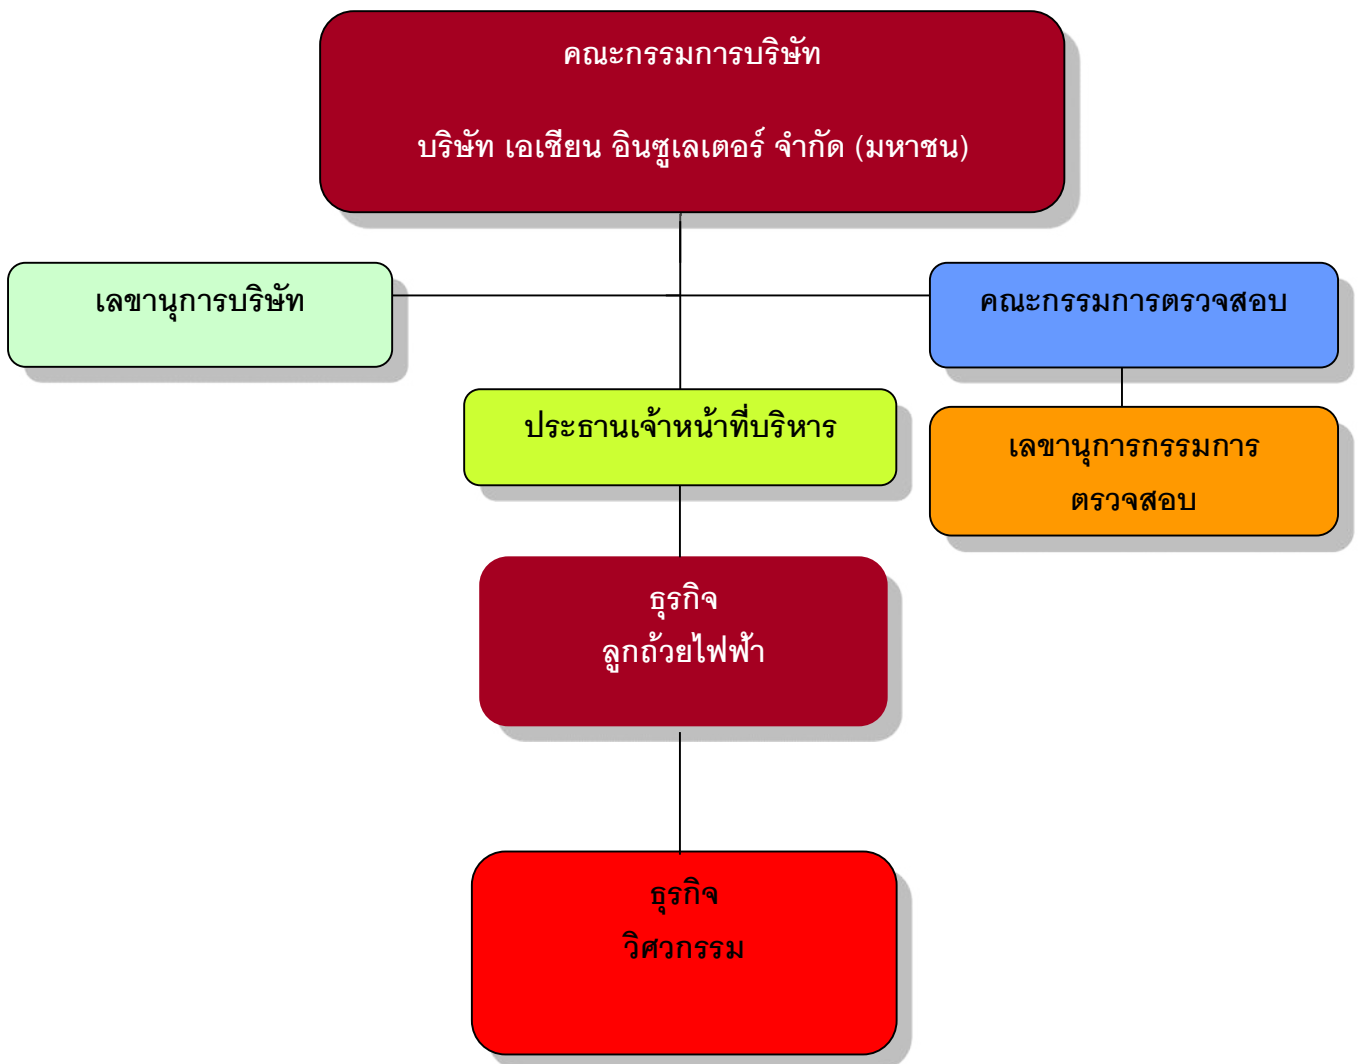 คณะกรรมการบริษัท
บริษัท เอเชียน อินซูเลเตอร์ จำกัด (มหาชน)
เลขานุการบริษัท
คณะกรรมการตรวจสอบ
ประธานเจ้าหน้าที่บริหาร
เลขานุการกรรมการ
ตรวจสอบ
ธุรกิจ
ลูกถ้วยไฟฟ้า
ธุรกิจ
วิศวกรรม